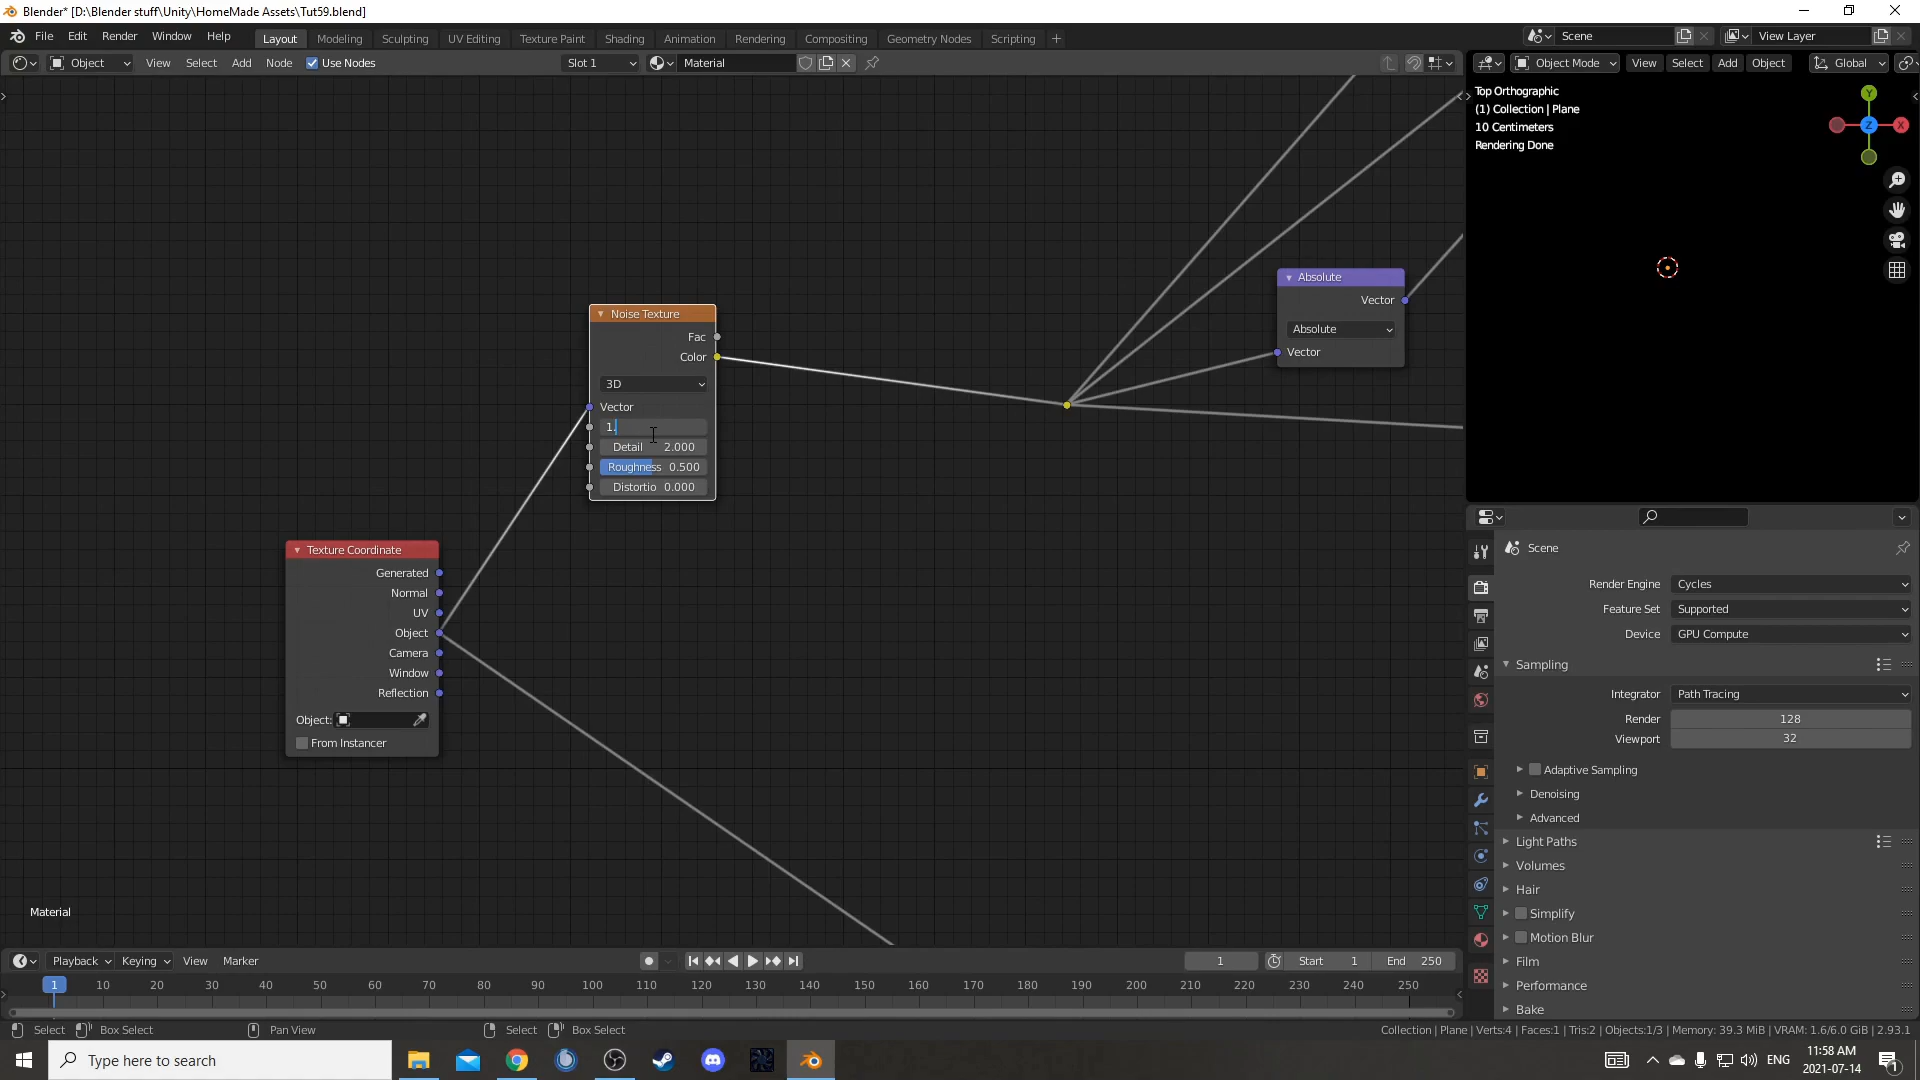 Blender* [D:\Blender stuff\Unity\HomeMade Assets\Tut59.blend]
File Edit Render Window Help Layout Modeling Sculpting UV Editing Texture Paint Shading Animation Rendering Compositing Geometry Nodes Scripting + Scene View Layer
Object View Select Add Node Use Nodes Slot 1 Material Object Mode View Select Add Object Global
Top Orthographic
(1) Collection | Plane
10 Centimeters
Rendering Done
Y
X
Z
Noise Texture
Fac
Color
3D
Vector
1.
Detail 2.000
Roughness 0.500
Distortio 0.000
Absolute
Vector
Absolute
Vector
Texture Coordinate
Generated
Normal
UV
Object
Camera
Window
Reflection
Object:
From Instancer
Material
Scene
Render Engine Cycles
Feature Set Supported
Device GPU Compute
Sampling
Integrator Path Tracing
Render 128
Viewport 32
Adaptive Sampling
Denoising
Advanced
Light Paths
Volumes
Hair
Simplify
Motion Blur
Film
Performance
Bake
Playback Keying View Marker 1 Start 1 End 250
1 10 20 30 40 50 60 70 80 90 100 110 120 130 140 150 160 170 180 190 200 210 220 230 240 250
Select Box Select Pan View Select Box Select Collection | Plane | Verts:4 | Faces:1 | Tris:2 | Objects:1/3 | Memory: 39.3 MiB | VRAM: 1.6/6.0 GiB | 2.93.1
Type here to search ENG 11:58 AM
2021-07-14
1